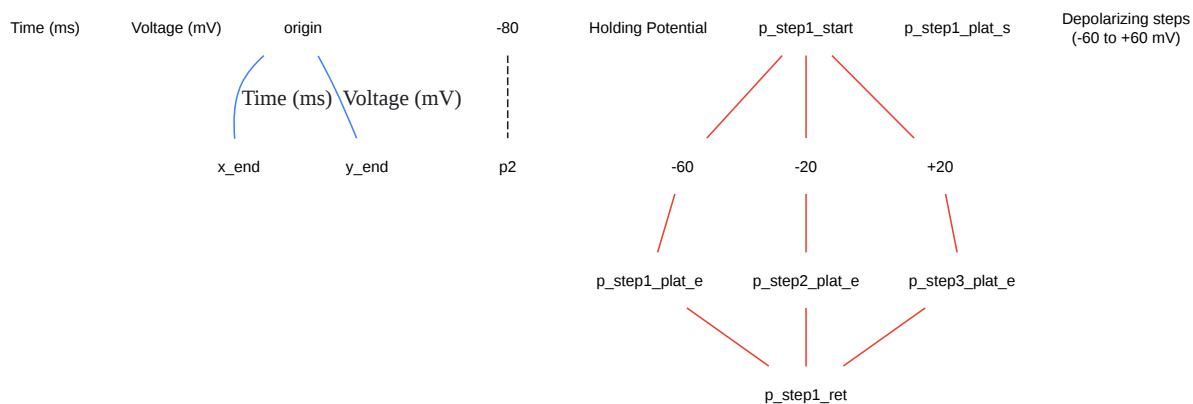 Time (ms)
Voltage (mV)
origin
-80
Holding Potential
p_step1_start
p_step1_plat_s
Depolarizing steps
(-60 to +60 mV)
Time (ms)
Voltage (mV)
x_end
y_end
p2
-60
-20
+20
p_step1_plat_e
p_step2_plat_e
p_step3_plat_e
p_step1_ret